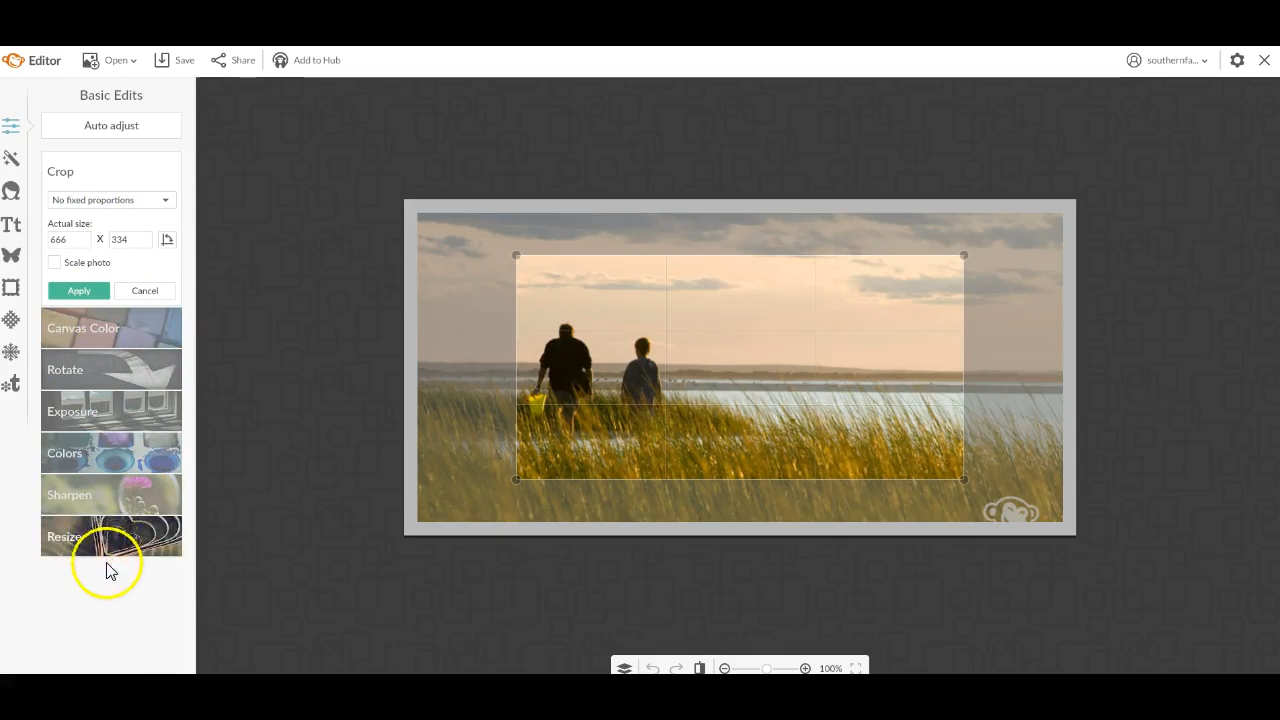 Editor Open Save Share Add to Hub southernfa...
Basic Edits
Auto adjust
Crop
No fixed proportions
Actual size:
666 X 334
Scale photo
Apply Cancel
Canvas Color
Rotate
Exposure
Colors
Sharpen
Resize
Tt
t
100%